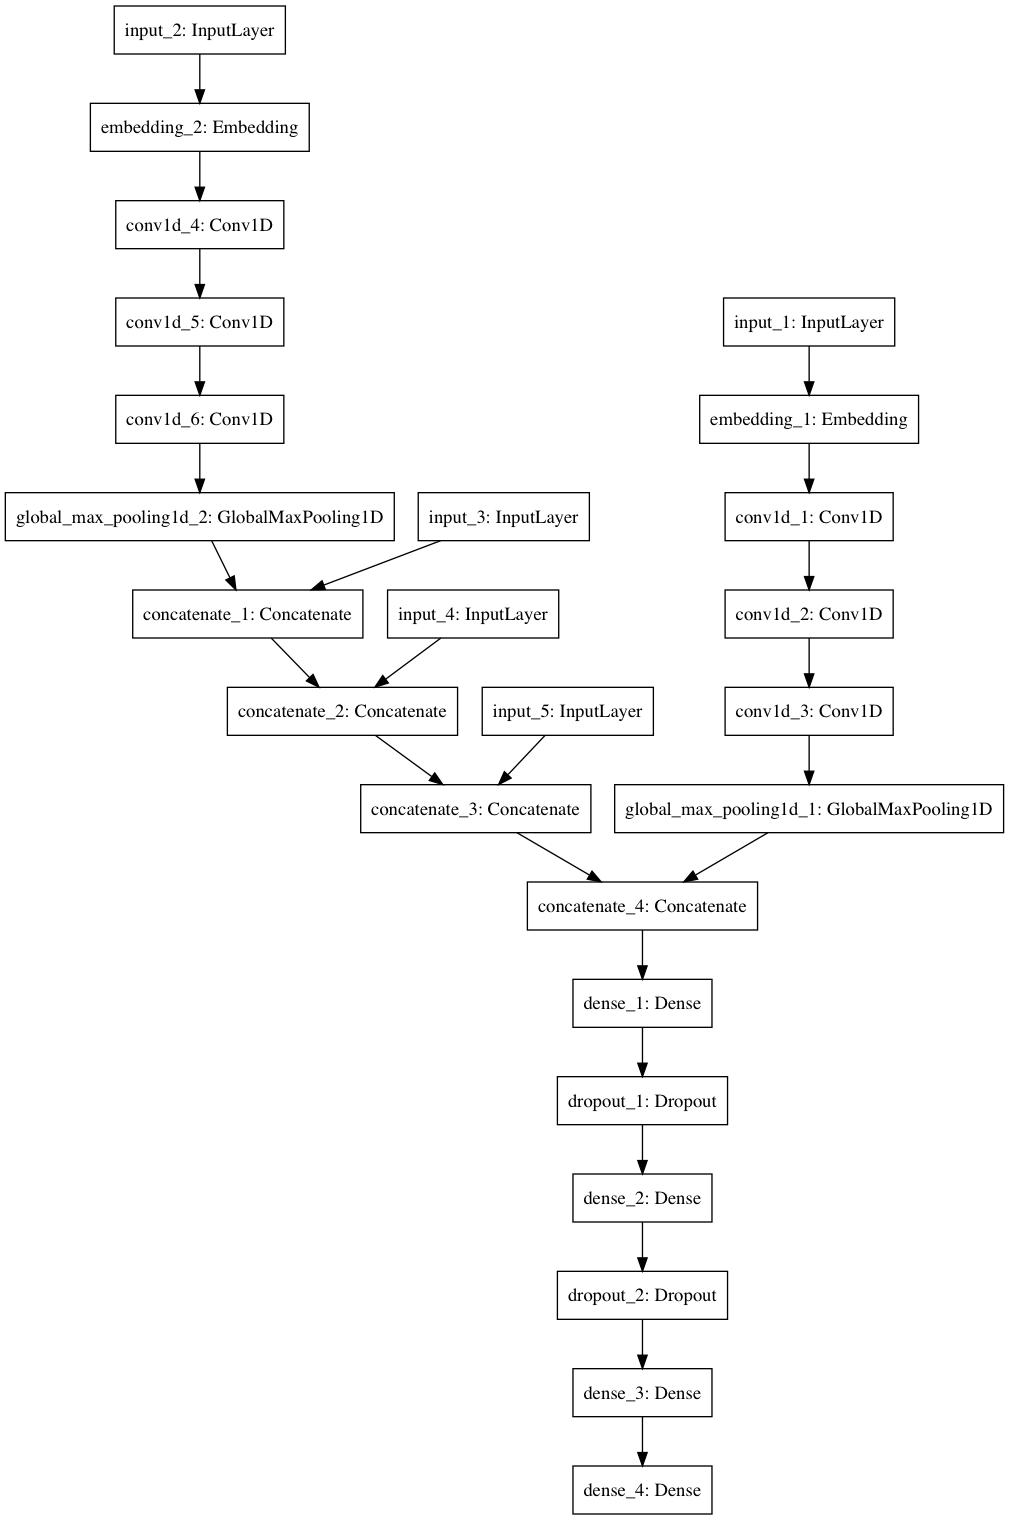 input_2: InputLayer
embedding_2: Embedding
conv1d_4: Conv1D
conv1d_5: Conv1D
input_1: InputLayer
conv1d_6: Conv1D
embedding_1: Embedding
global_max_pooling1d_2: GlobalMaxPooling1D
input_3: InputLayer
conv1d_1: Conv1D
concatenate_1: Concatenate
input_4: InputLayer
conv1d_2: Conv1D
concatenate_2: Concatenate
input_5: InputLayer
conv1d_3: Conv1D
concatenate_3: Concatenate
global_max_pooling1d_1: GlobalMaxPooling1D
concatenate_4: Concatenate
dense_1: Dense
dropout_1: Dropout
dense_2: Dense
dropout_2: Dropout
dense_3: Dense
dense_4: Dense